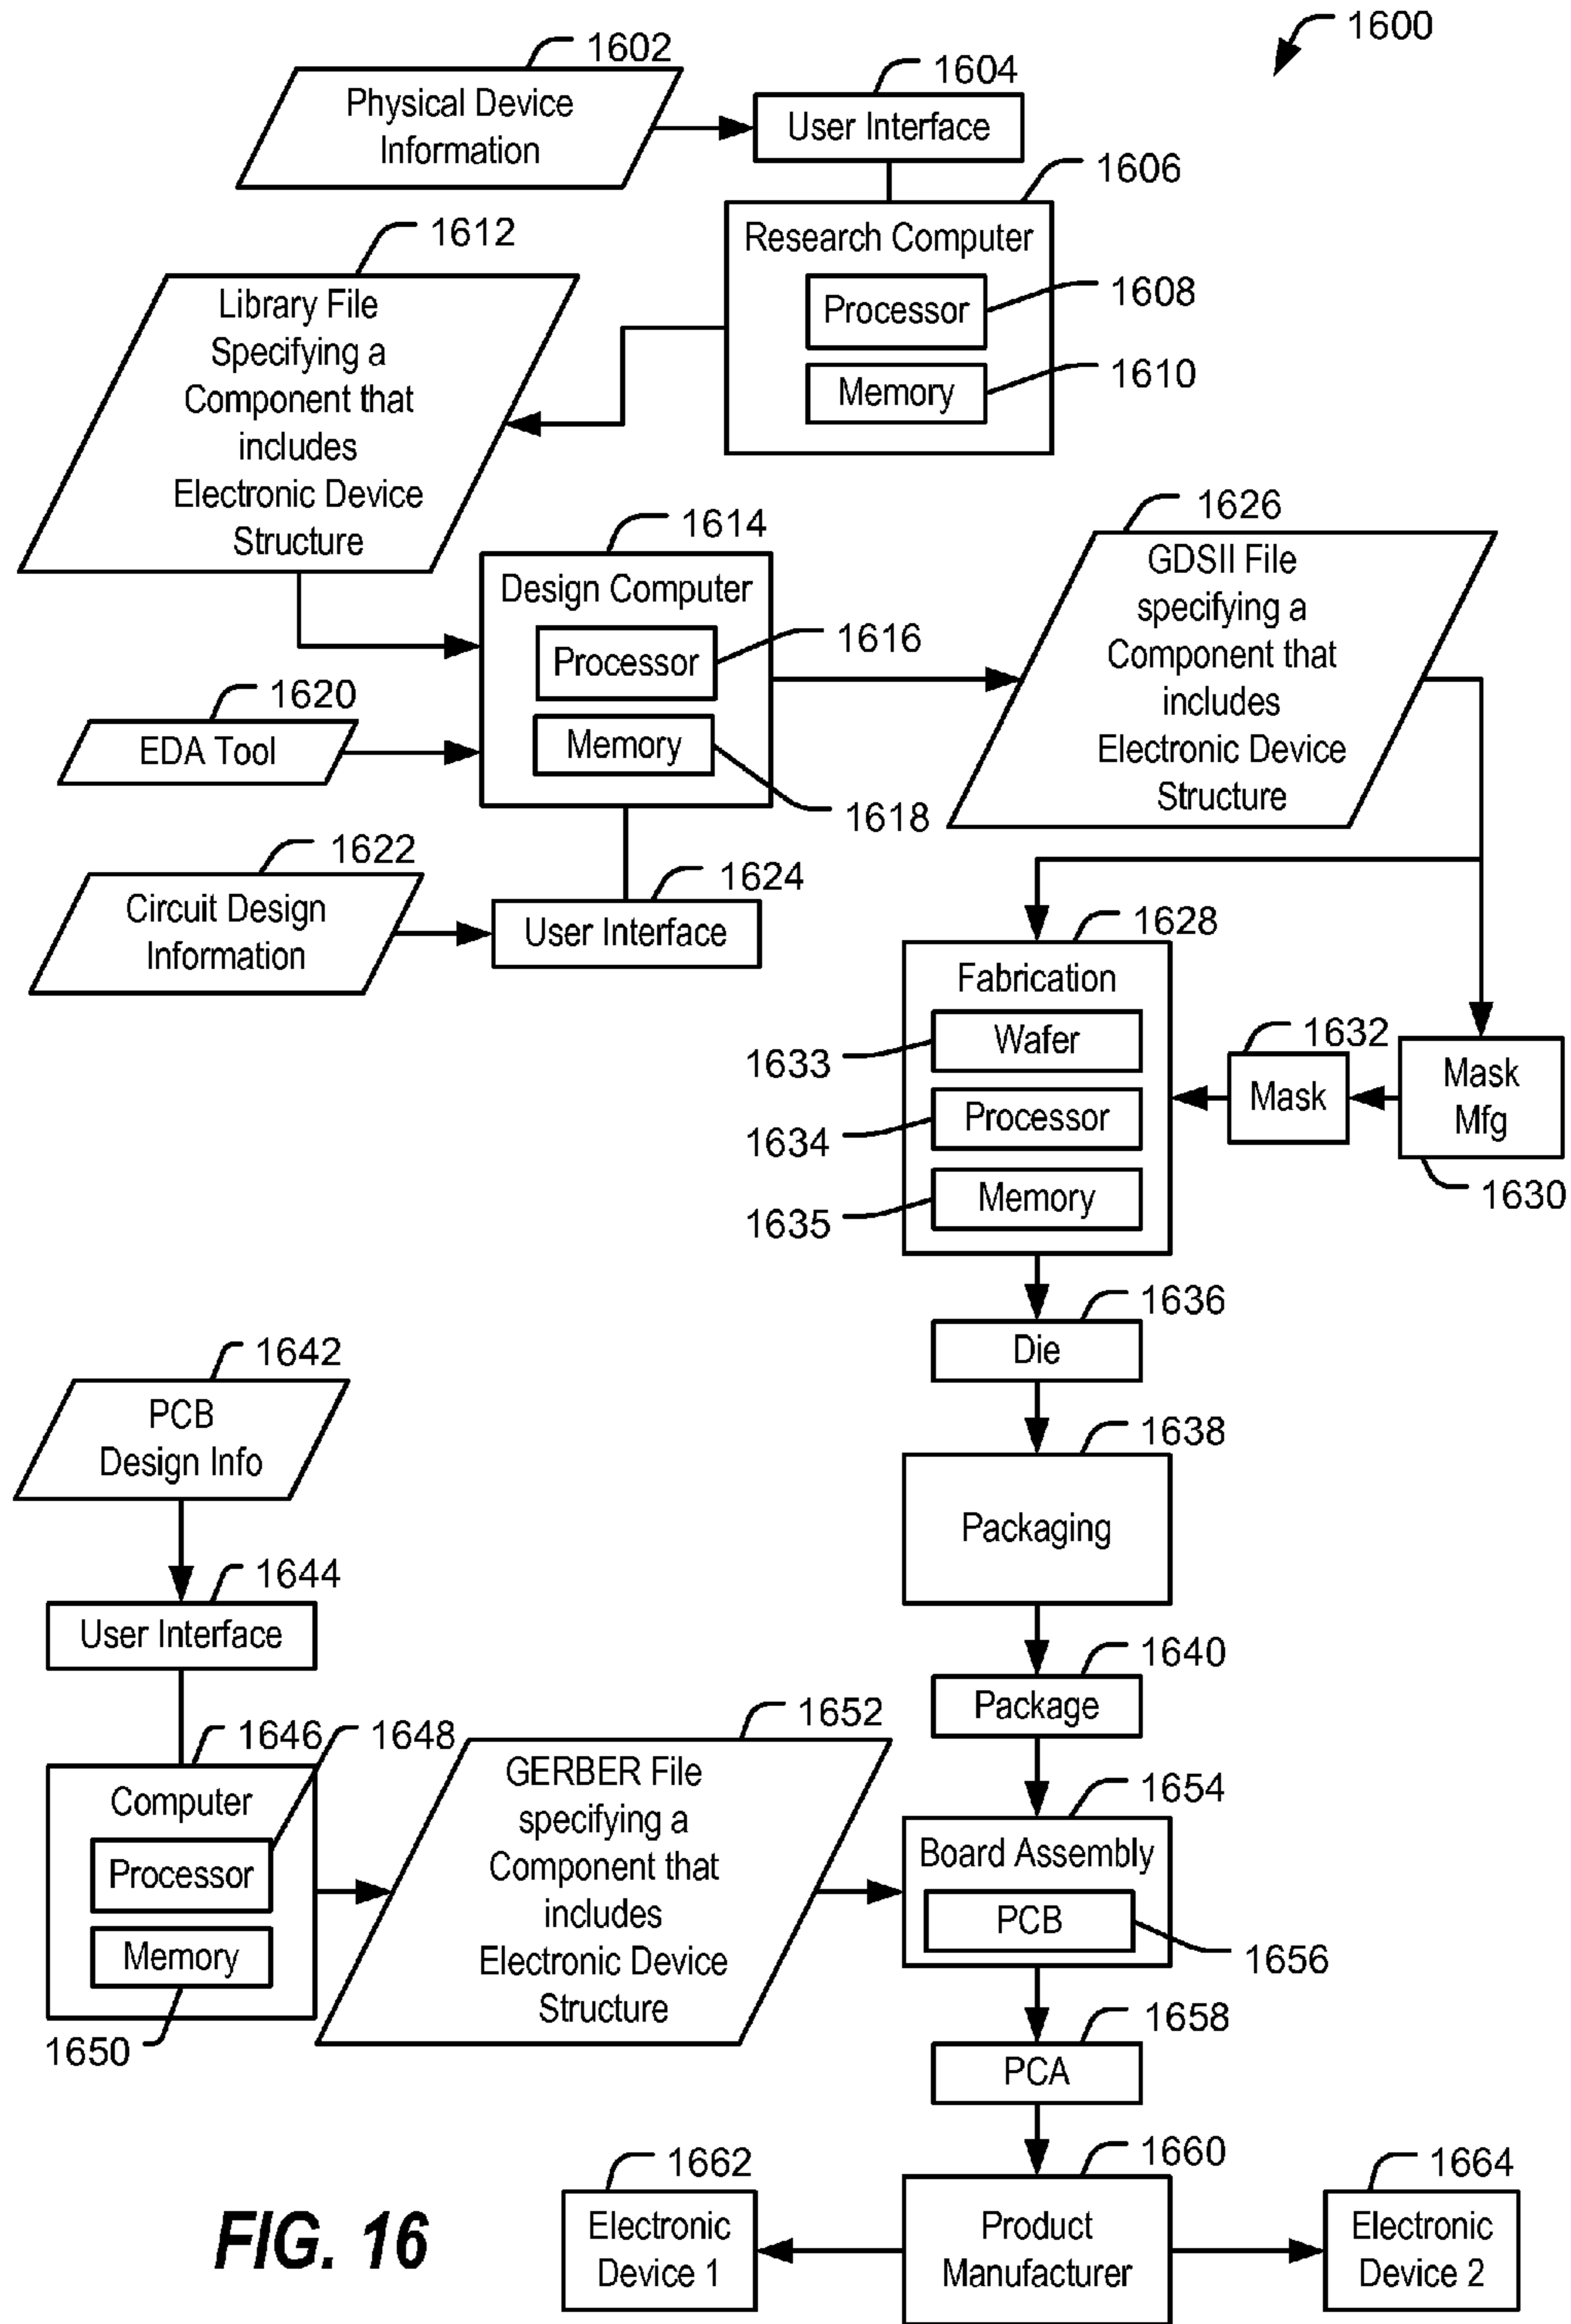 1600
1602
Physical Device
Information
1604
User Interface
1606
Research Computer
Processor
1608
Memory
1610
1612
Library File
Specifying a
Component that
includes
Electronic Device
Structure
1614
Design Computer
Processor
1616
Memory
1618
1620
EDA Tool
1622
Circuit Design
Information
1624
User Interface
1626
GDSII File
specifying a
Component that
includes
Electronic Device
Structure
1628
Fabrication
Wafer
1633
Processor
1634
Memory
1635
1632
Mask
Mask
Mfg
1630
1636
Die
1638
Packaging
1640
Package
1642
PCB
Design Info
1644
User Interface
1646
1648
Computer
Processor
Memory
1650
1652
GERBER File
specifying a
Component that
includes
Electronic Device
Structure
1654
Board Assembly
PCB
1656
1658
PCA
1660
Product
Manufacturer
1662
Electronic
Device 1
1664
Electronic
Device 2
FIG. 16